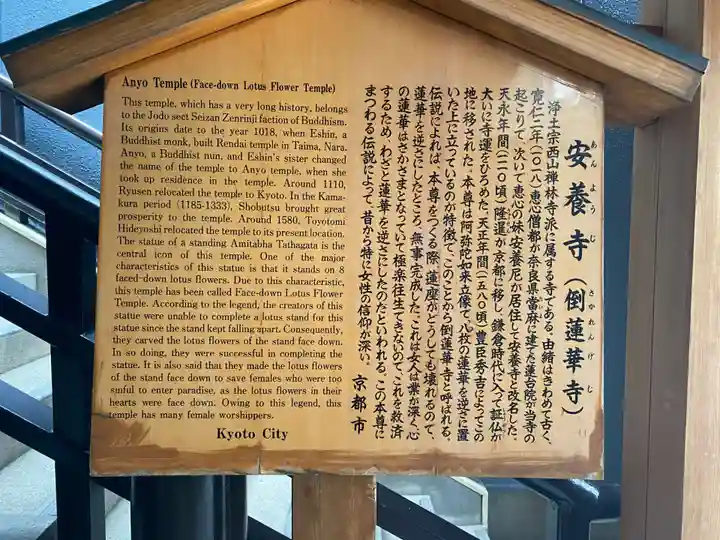 Anyo Temple (Face-down Lotus Flower Temple)
This temple, which has a very long history, belongs
to the Jodo sect Seizan Zenrinji faction of Buddhism.
Its origins date to the year 1018, when Eshin, a
Buddhist monk, built Rendai temple in Taima, Nara.
Anyo, a Buddhist nun, and Eshin's sister changed
the name of the temple to Anyo temple, when she
took up residence in the temple. Around 1110,
Ryusen relocated the temple to Kyoto. In the Kama-
kura period (1185-1333), Shobutsu brought great
prosperity to the temple. Around 1580, Toyotomi
Hideyoshi relocated the temple to its present location.
The statue of a standing Amitabha Tathagata is the
central icon of this temple. One of the major
characteristics of this statue is that it stands on 8
faced-down lotus flowers. Due to this characteristic,
this temple has been called Face-down Lotus Flower
Temple. According to the legend, the creators of this
statue were unable to complete a lotus stand for this
statue since the stand kept falling apart. Consequently,
they carved the lotus flowers of the stand face down.
In so doing, they were successful in completing the
statue. It is also said that they made the lotus flowers
of the stand face down to save females who were too
sunful to enter paradise, as the lotus flowers in their
hearts were face down. Owing to this legend, this
temple has many female worshippers.
Kyoto City
安養寺（倒蓮華寺）
あんようじ
さかれんげじ
浄土宗西山禅林寺派に属する寺である。由緒はきわめて古く、
寛仁二年（一〇一八）恵心僧都が奈良県當麻に建てた蓮台院が当寺の
起こりで、次いで恵心の妹安養尼が居住して安養寺と改名した。
天永年間（一一一〇頃）隆暹が京都に移し、鎌倉時代に入って証仏が
大いに寺運をひろめた。天正年間（一五八〇頃）豊臣秀吉によってこの
地に移された。本尊は阿弥陀如来立像で、八枚の蓮華を逆さに置
いた上に立っているのが特徴で、このことから倒蓮華寺と呼ばれる。
伝説によれば、本尊をつくる際、蓮座がどうしても壊れるので、
蓮華を逆さにしたところ、無事完成した。これは女人は業が深く、心
の蓮華はさかさまとなっていて極楽往生できないので、これを救済
するため、わざと蓮華を逆さにしたのだといわれる。この本尊に
まつわる伝説によって、昔から特に女性の信仰が深い。
京都市